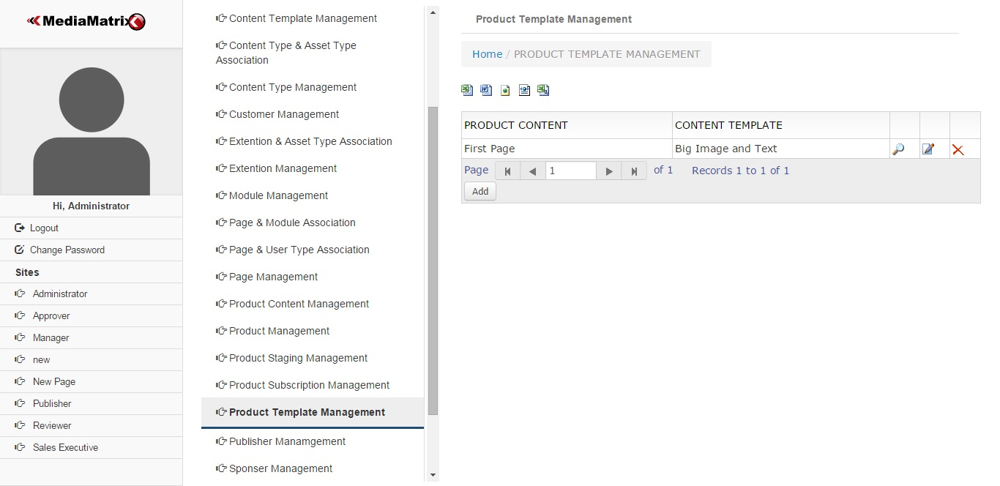 MediaMatrix
Hi, Administrator
Logout
Change Password
Sites
Administrator
Approver
Manager
new
New Page
Publisher
Reviewer
Sales Executive
Content Template Management
Content Type & Asset Type
Association
Content Type Management
Customer Management
Extention & Asset Type Association
Extention Management
Module Management
Page & Module Association
Page & User Type Association
Page Management
Product Content Management
Product Management
Product Staging Management
Product Subscription Management
Product Template Management
Publisher Manamgement
Sponser Management
Product Template Management
Home / PRODUCT TEMPLATE MANAGEMENT
PRODUCT CONTENT CONTENT TEMPLATE
First Page Big Image and Text
Page 1 of 1 Records 1 to 1 of 1
Add